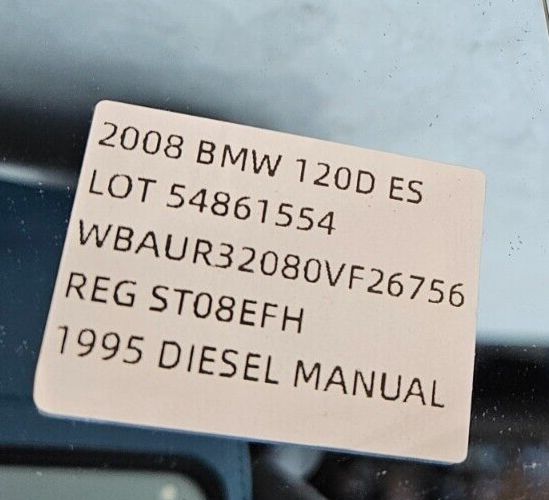 2008 BMW 120D ES
LOT 54861554
WBAUR32080VF26756
REG ST08EFH
1995 DIESEL MANUAL